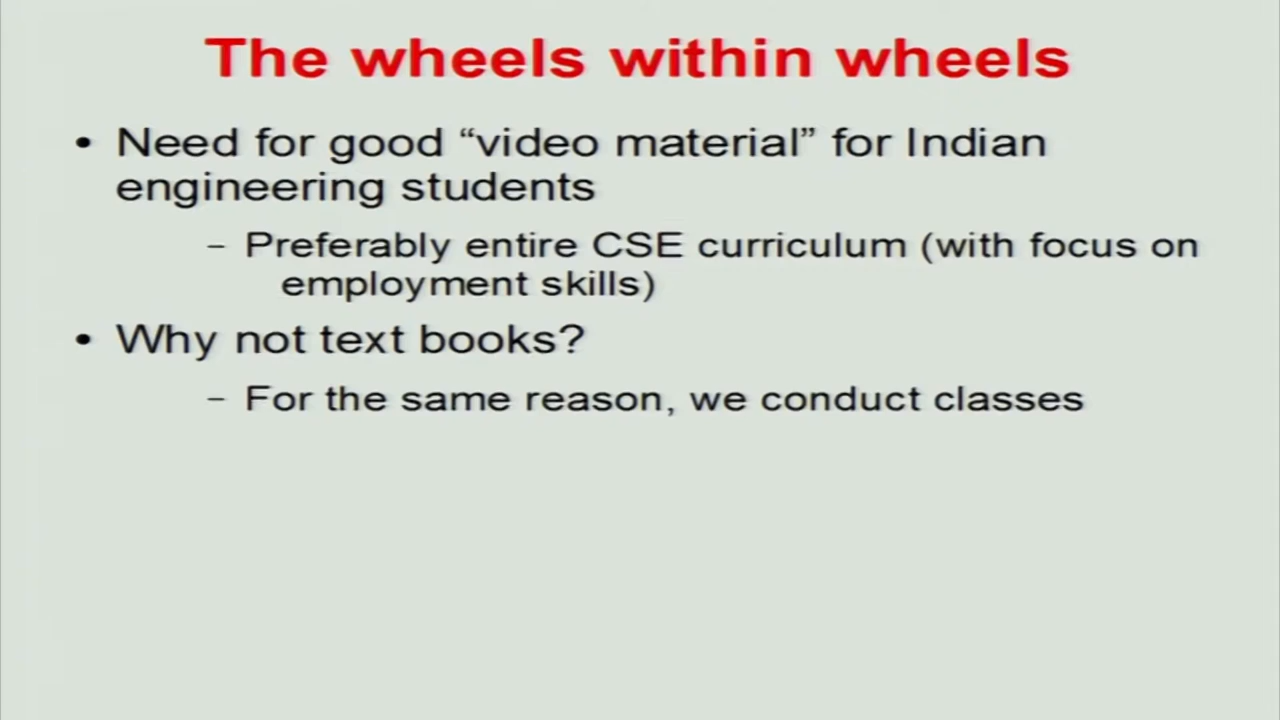 The wheels within wheels
• Need for good “video material” for Indian
engineering students
– Preferably entire CSE curriculum (with focus on
employment skills)
• Why not text books?
– For the same reason, we conduct classes